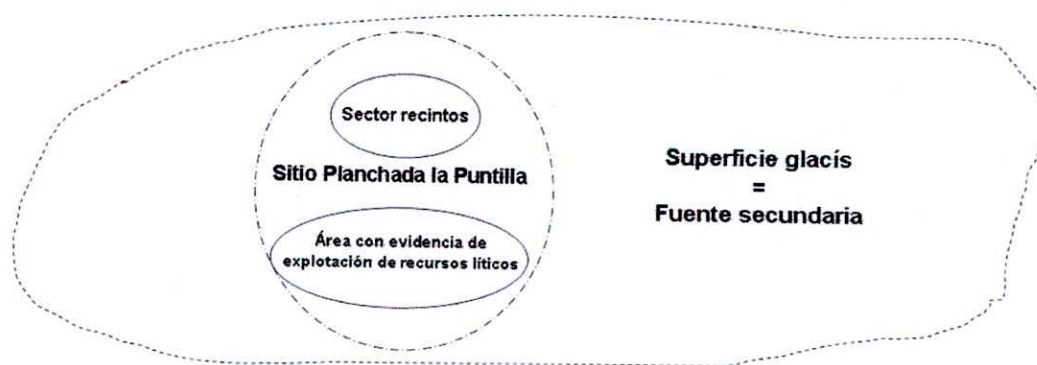 Sector recintos
Sitio Planchada la Puntilla
Área con evidencia de
explotación de recursos líticos
Superficie glacís
=
Fuente secundaria